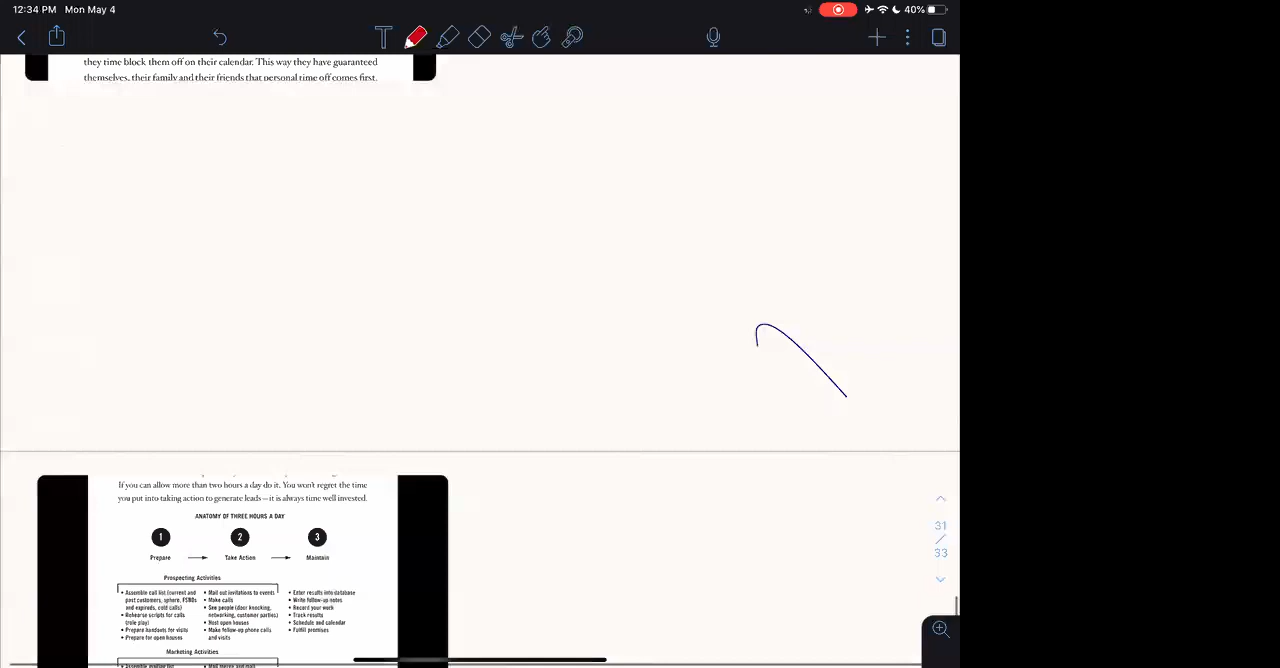 12:34 PM Mon May 4
40%
they time block them off on their calendar. This way they have guaranteed
themselves, their family and their friends that personal time off comes first.
If you can allow more than two hours a day do it. You won't regret the time
you put into taking action to generate leads—it is always time well invested.
ANATOMY OF THREE HOURS A DAY
1 2 3
Prepare Take Action Maintain
Prospecting Activities
• Assemble call list (current and
past customers, sphere, FSBOs
and expireds, cold calls)
• Rehearse scripts for calls
(role play)
• Prepare handouts for visits
• Prepare for open houses
• Mail out invitations to events
• Make calls
• See people (door knocking,
networking, customer parties)
• Host open houses
• Make follow-up phone calls
and visits
• Enter results into database
• Write follow-up notes
• Record your work
• Track results
• Schedule and calendar
• Fulfill promises
Marketing Activities
31
33